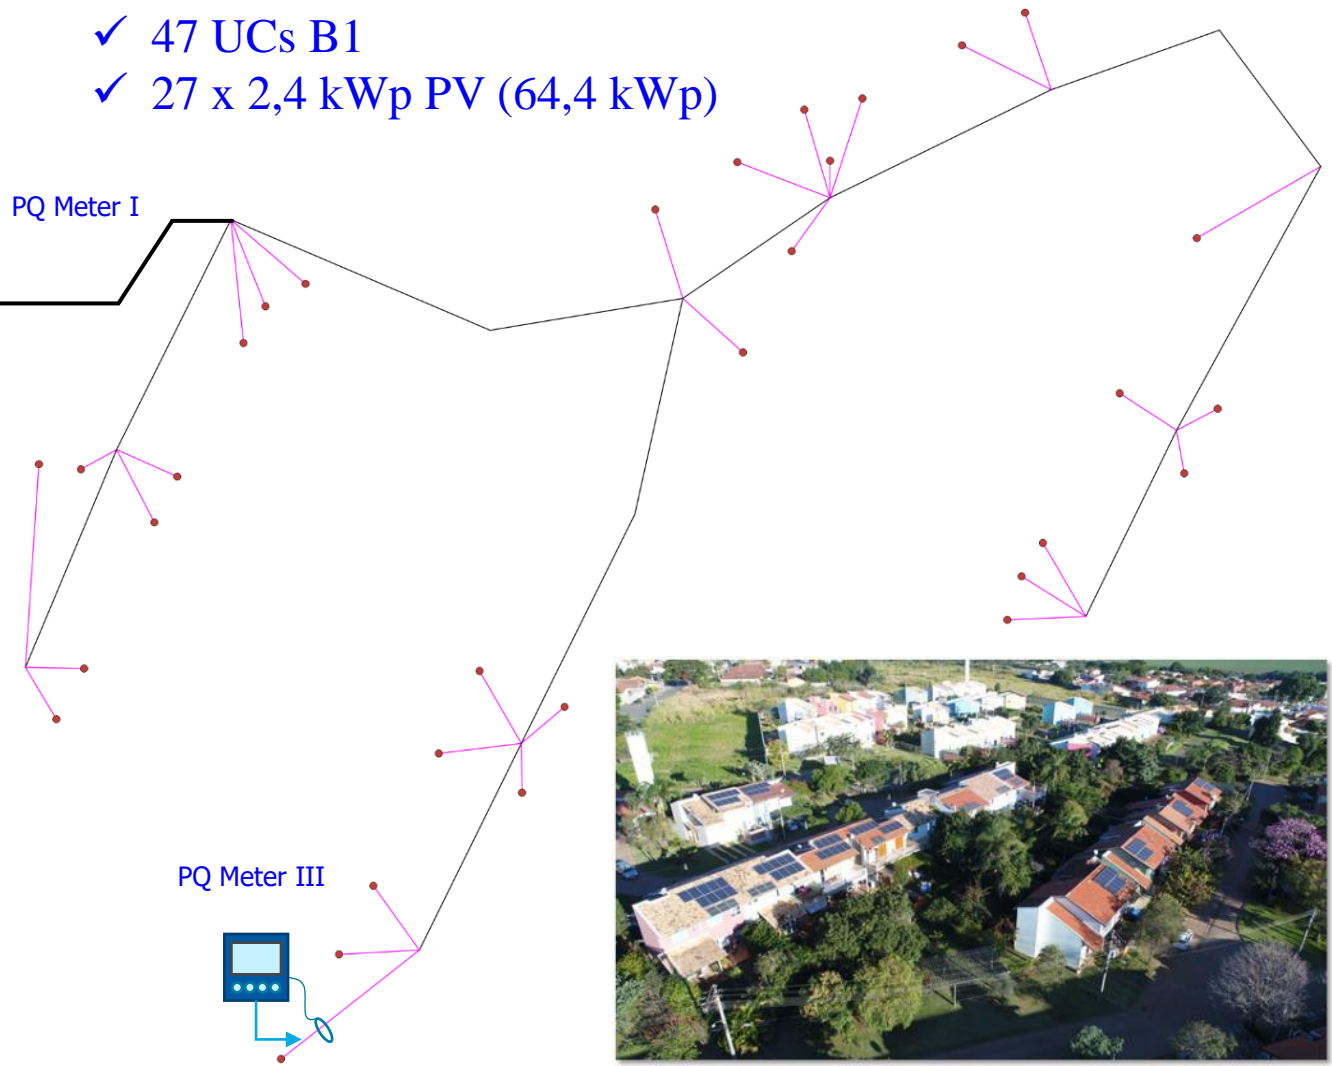 ✓ 47 UCs B1
✓ 27 x 2,4 kWp PV (64,4 kWp)
PQ Meter I
PQ Meter III